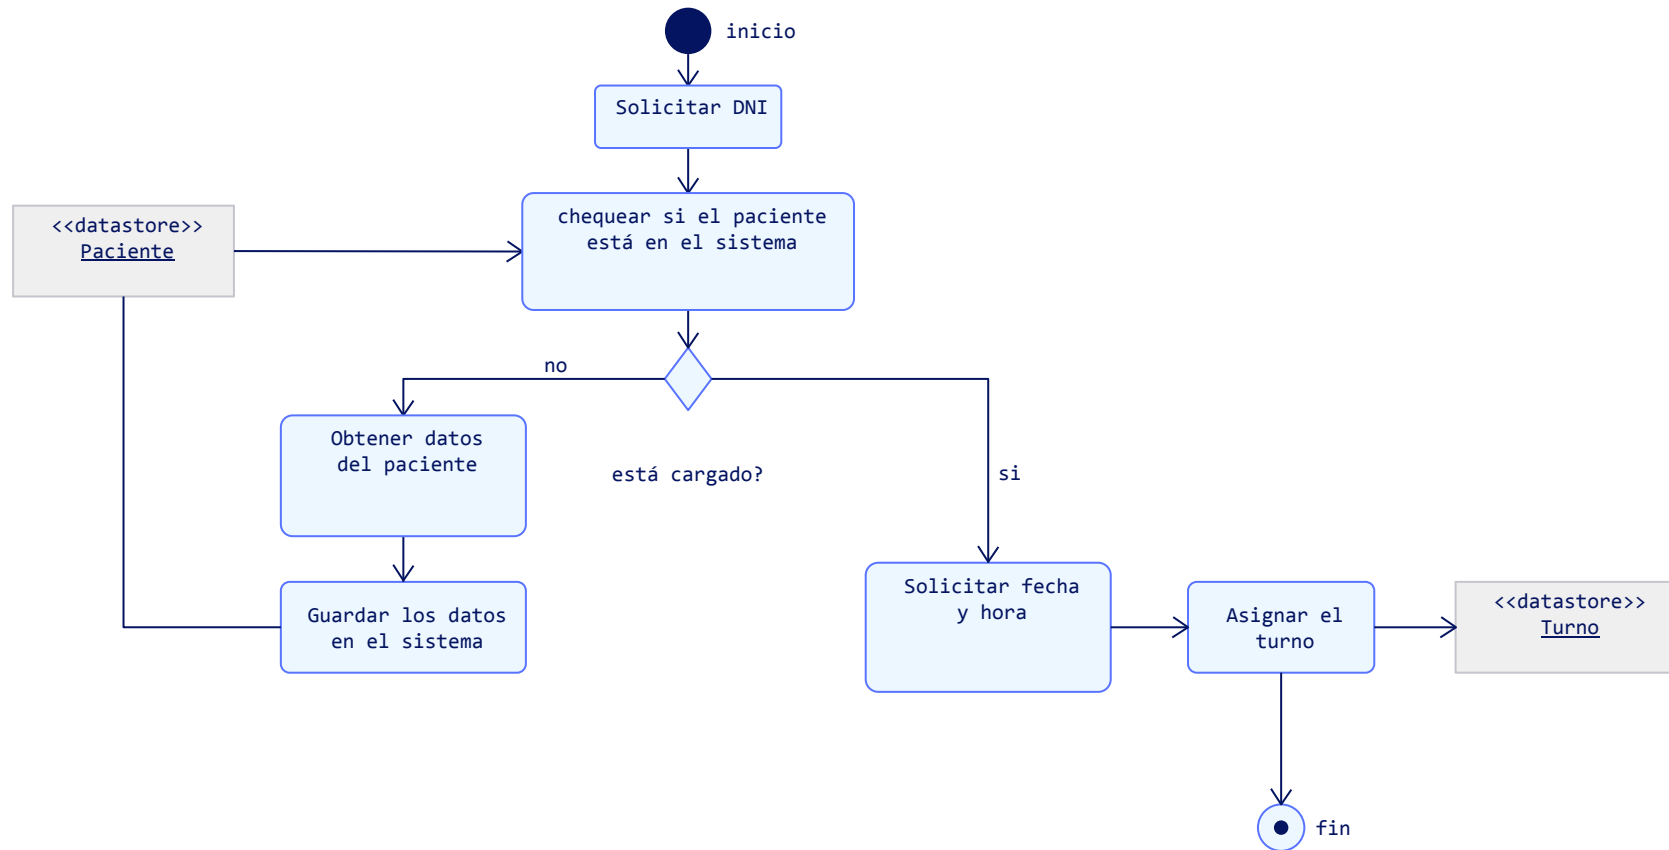 inicio
Solicitar DNI
chequear si el paciente
está en el sistema
<<datastore>>
Paciente
no
Obtener datos
del paciente
está cargado?
si
Guardar los datos
en el sistema
Solicitar fecha
y hora
Asignar el
turno
<<datastore>>
Turno
fin